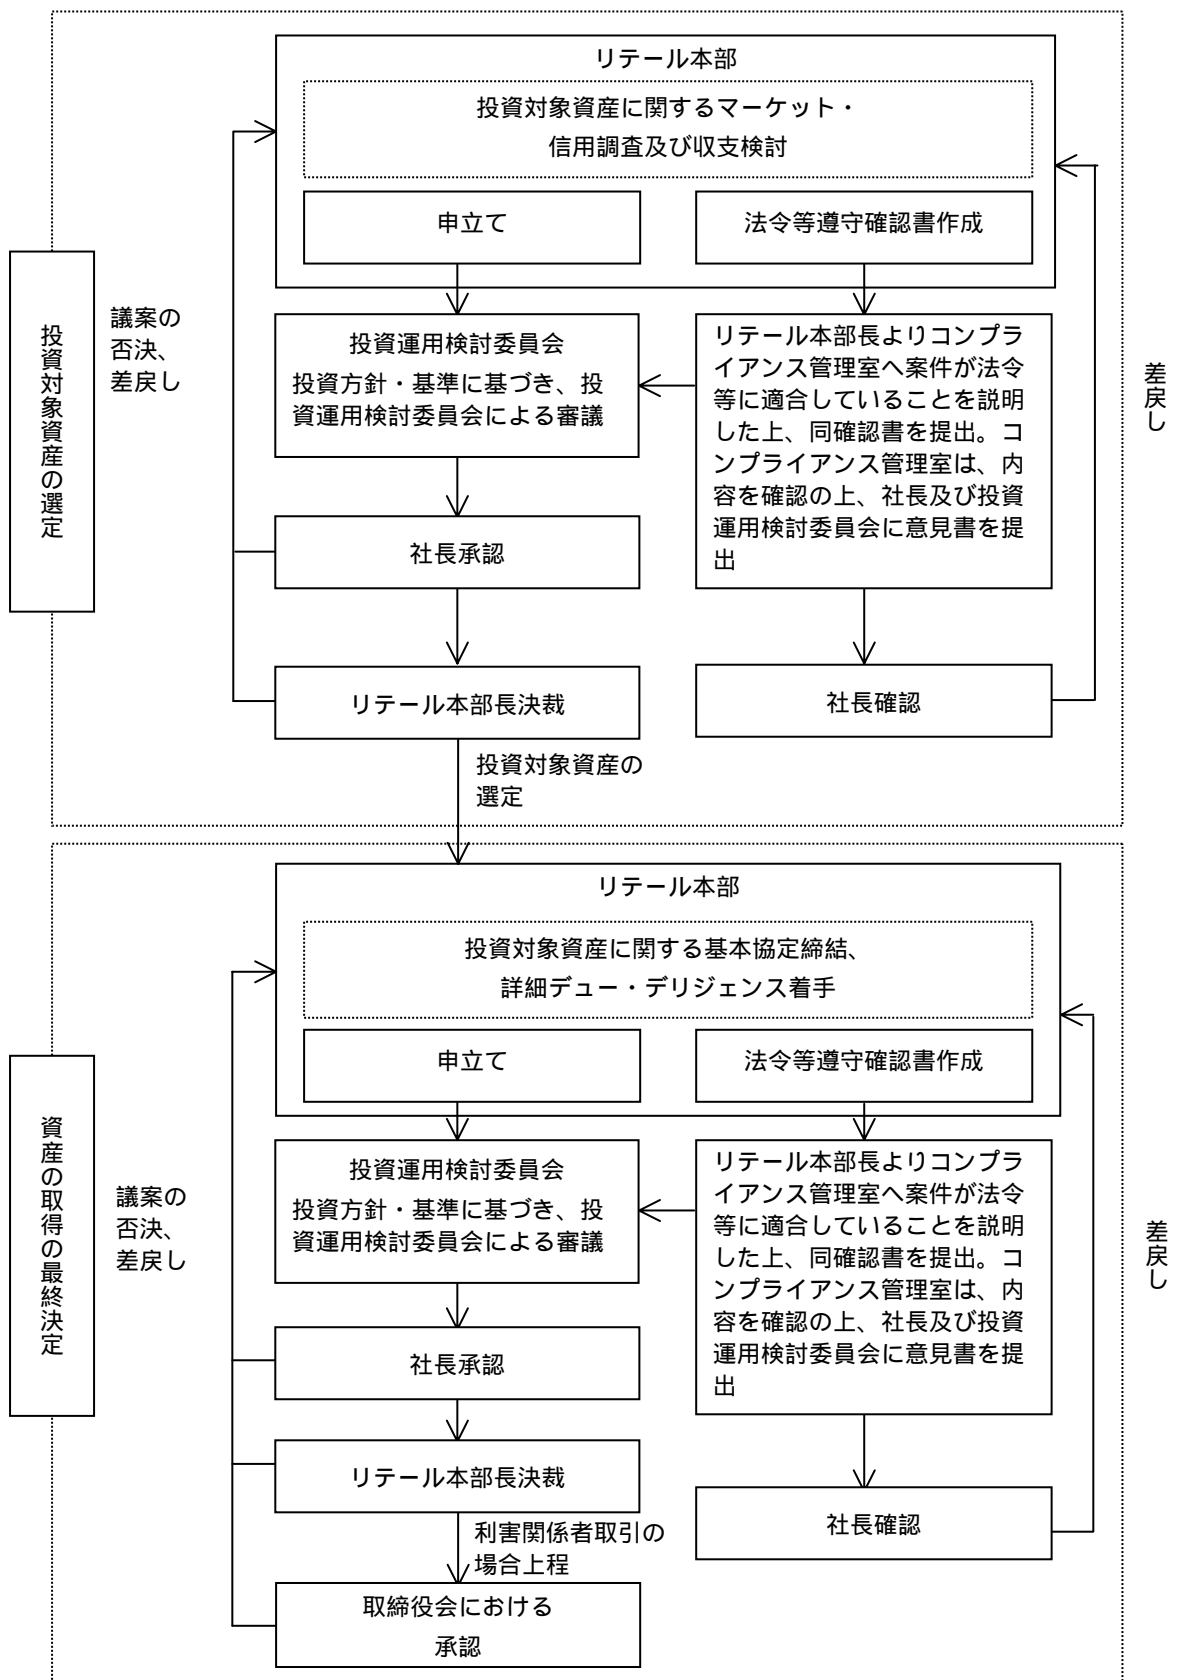 リテール本部
投資対象資産に関するマーケット・
信用調査及び収支検討
申立て
法令等遵守確認書作成
投資対象資産の選定
議案の
否決、
差戻し
投資運用検討委員会
投資方針・基準に基づき、投
資運用検討委員会による審議
リテール本部長よりコンプラ
イアンス管理室へ案件が法令
等に適合していることを説明
した上、同確認書を提出。コ
ンプライアンス管理室は、内
容を確認の上、社長及び投資
運用検討委員会に意見書を提
出
差戻し
社長承認
リテール本部長決裁
社長確認
投資対象資産の
選定
リテール本部
投資対象資産に関する基本協定締結、
詳細デュー・デリジェンス着手
申立て
法令等遵守確認書作成
資産の取得の最終決定
議案の
否決、
差戻し
投資運用検討委員会
投資方針・基準に基づき、投
資運用検討委員会による審議
リテール本部長よりコンプラ
イアンス管理室へ案件が法令
等に適合していることを説明
した上、同確認書を提出。コ
ンプライアンス管理室は、内
容を確認の上、社長及び投資
運用検討委員会に意見書を提
出
差戻し
社長承認
リテール本部長決裁
社長確認
利害関係者取引の
場合上程
取締役会における
承認